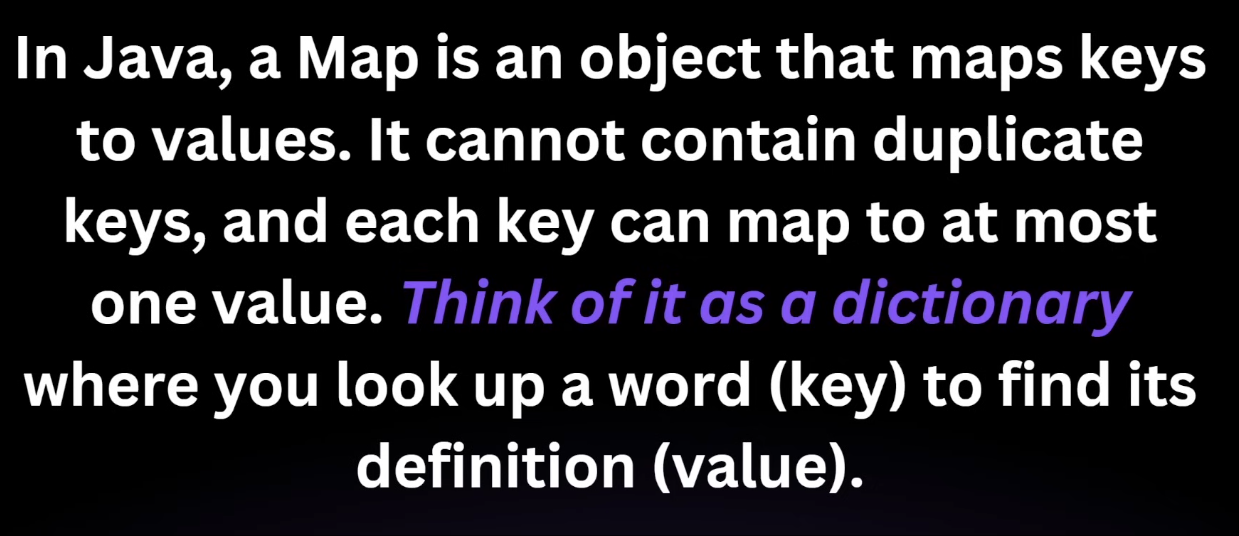 In Java, a Map is an object that maps keys
to values. It cannot contain duplicate
keys, and each key can map to at most
one value. Think of it as a dictionary
where you look up a word (key) to find its
definition (value).